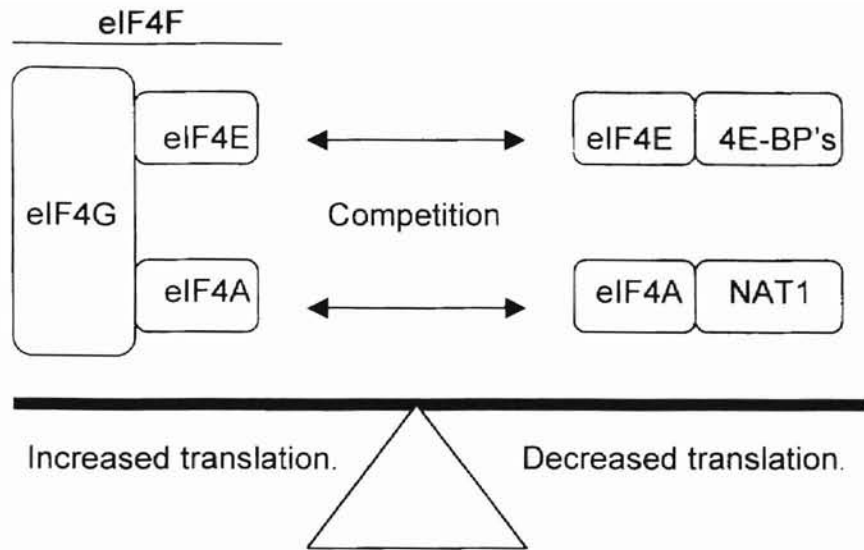 eIF4F
eIF4E
eIF4E 4E-BP's
eIF4G
Competition
eIF4A
eIF4A NAT1
Increased translation.
Decreased translation.